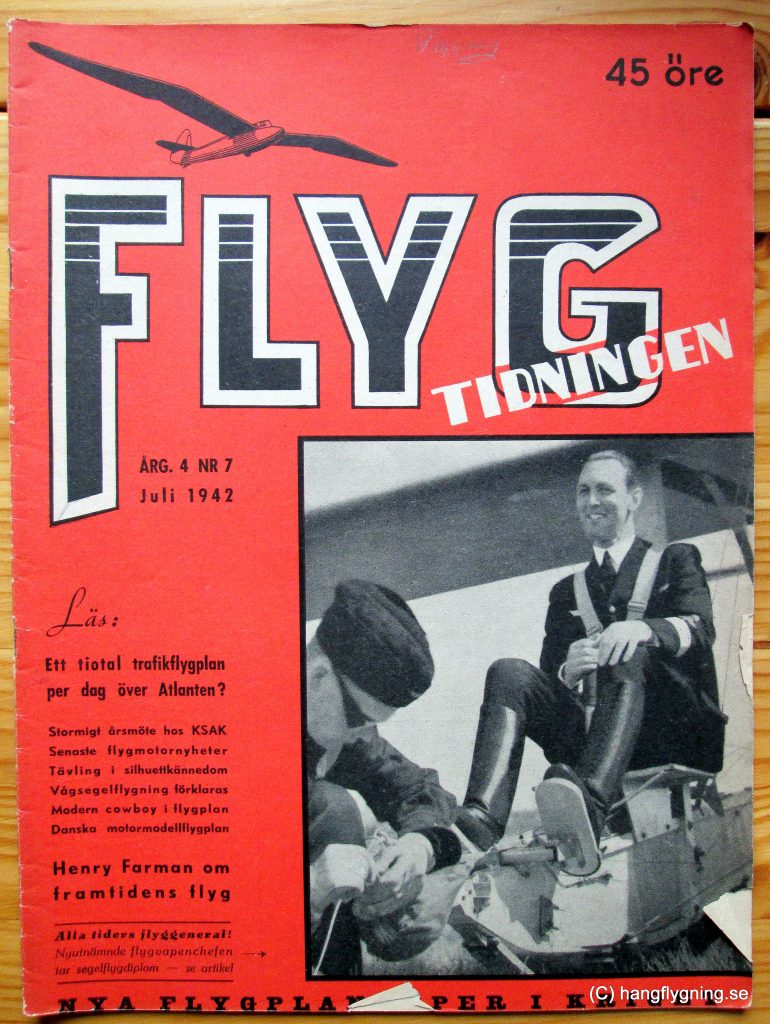 45 öre
FLYG
TIDNINGEN
ÅRG. 4 NR 7
Juli 1942
Läs:
Ett tiotal trafikflygplan
per dag över Atlanten?
Stormigt årsmöte hos KSAK
Senaste flygmotornyheter
Tävling i silhuettkännedom
Vågsegelflygning förklaras
Modern cowboy i flygplan
Danska motormodellflygplan
Henry Farman om
framtidens flyg
Alla tiders flyggeneral!
Nyutnämnde flygvapenchefen →
tar segelflygdiplom — se artikel
NYA FLYGPLAN PER I
(C) hangflygning.se